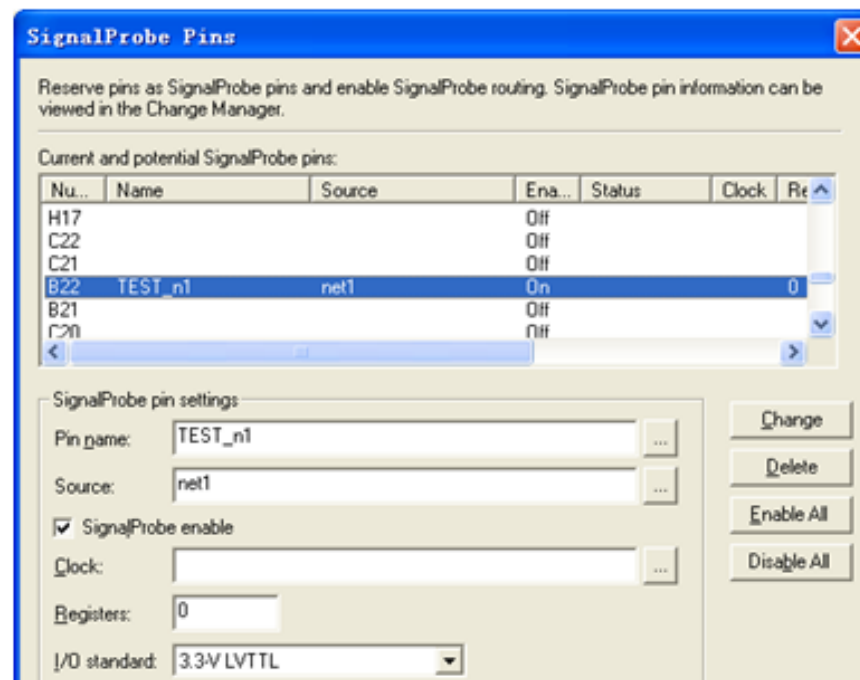 SignalProbe Pins
Reserve pins as SignalProbe pins and enable SignalProbe routing. SignalProbe pin information can be
viewed in the Change Manager.
Current and potential SignalProbe pins:
Nu... Name Source Ena... Status Clock Re
H17 Off
C22 Off
C21 Off
B22 TEST_n1 net1 On 0
B21 Off
C20 Off
SignalProbe pin settings
Pin name: TEST_n1 ...
Source: net1 ...
SignalProbe enable
Clock: ...
Registers: 0
I/O standard: 3.3-V LVTTL
Change
Delete
Enable All
Disable All